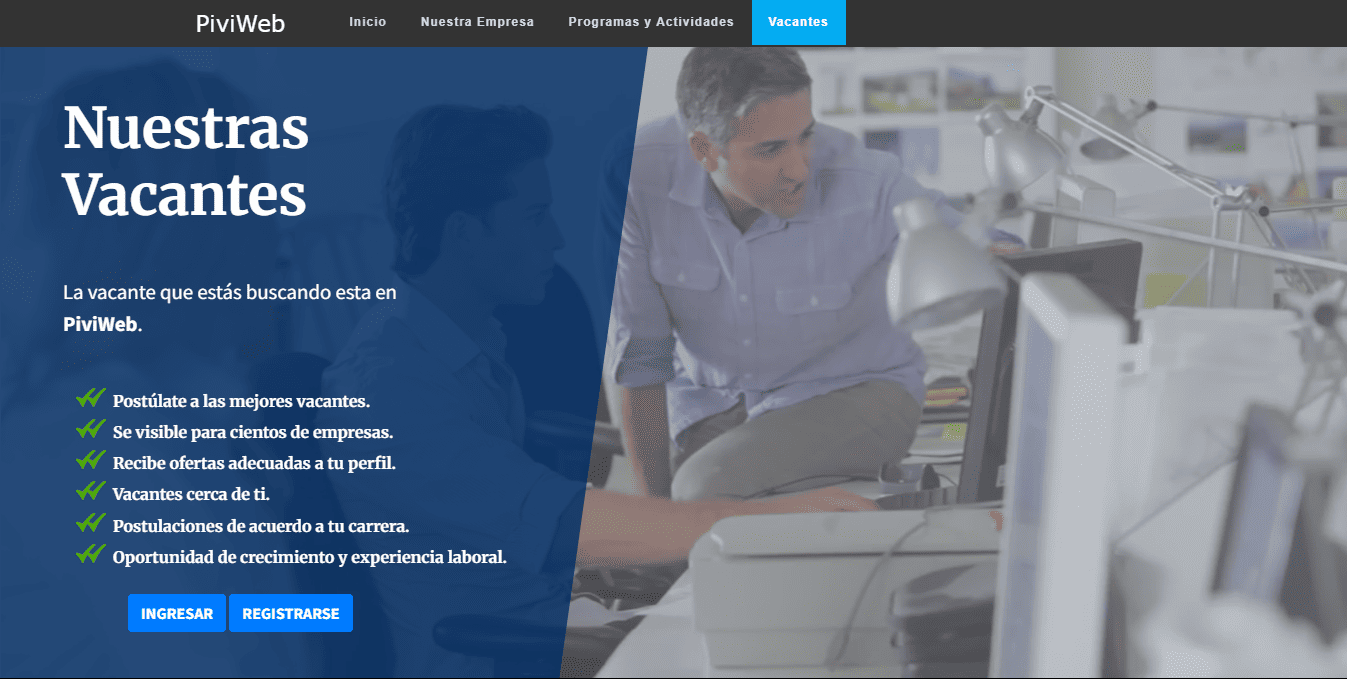 PiviWeb Inicio Nuestra Empresa Programas y Actividades Vacantes
Nuestras
Vacantes
La vacante que estás buscando esta en
PiviWeb.
Postúlate a las mejores vacantes.
Se visible para cientos de empresas.
Recibe ofertas adecuadas a tu perfil.
Vacantes cerca de ti.
Postulaciones de acuerdo a tu carrera.
Oportunidad de crecimiento y experiencia laboral.
INGRESAR REGISTRARSE